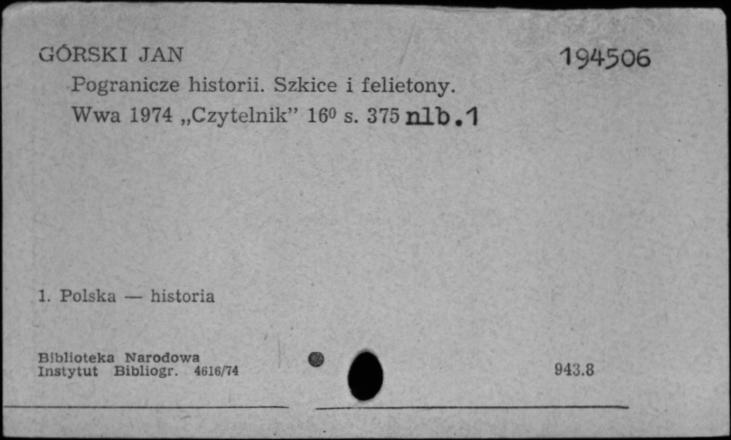 GÓRSKI JAN 194506
Pogranicze historii. Szkice i felietony.
Wwa 1974 „Czytelnik” 16⁰ s. 375 nlb.1
1. Polska — historia
Biblioteka Narodowa
Instytut Bibliogr. 4616/74 943.8